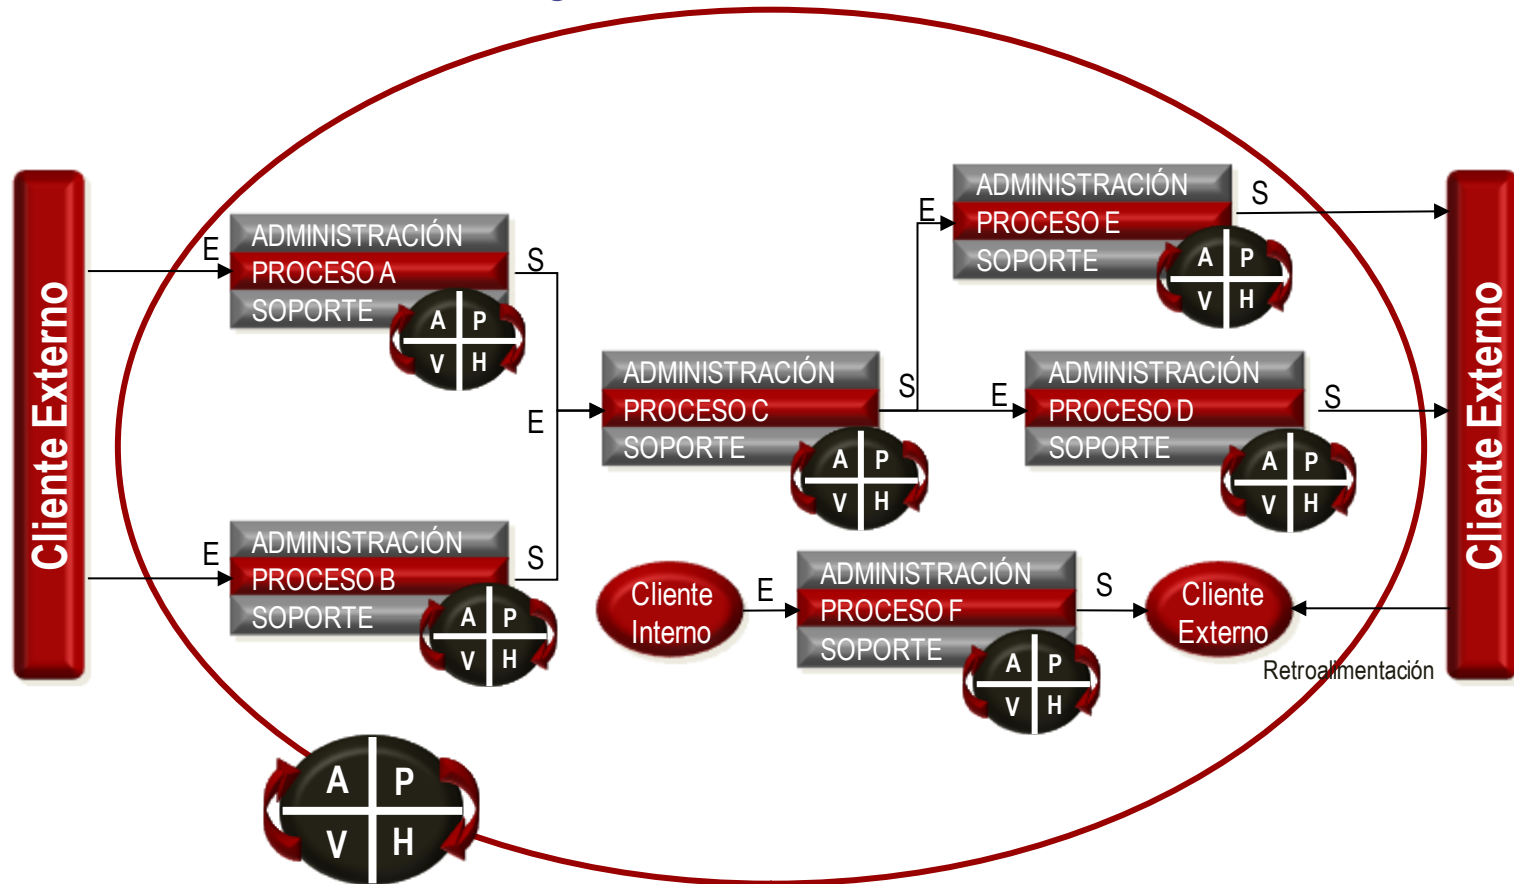 Cliente Externo
E
ADMINISTRACIÓN
PROCESO A
SOPORTE
S
A P
V H
E
ADMINISTRACIÓN
PROCESO B
SOPORTE
S
A P
V H
E
ADMINISTRACIÓN
PROCESO C
SOPORTE
S
A P
V H
E
ADMINISTRACIÓN
PROCESO E
SOPORTE
S
A P
V H
E
ADMINISTRACIÓN
PROCESO D
SOPORTE
S
A P
V H
Cliente
Interno
E
ADMINISTRACIÓN
PROCESO F
SOPORTE
S
A P
V H
Cliente
Externo
Retroalimentación
Cliente Externo
A P
V H